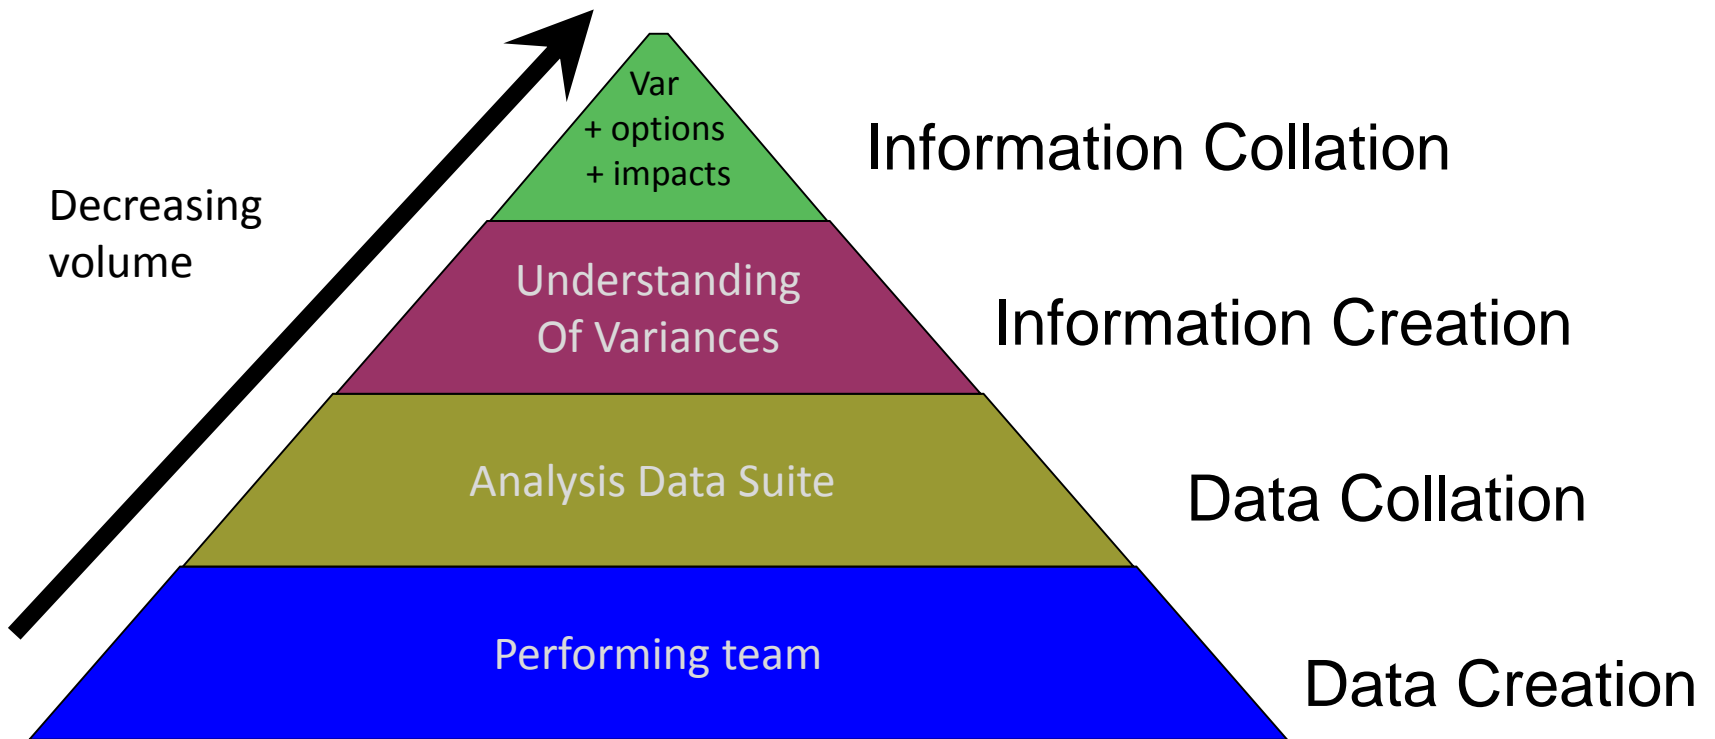 Var
+ options
+ impacts
Information Collation
Decreasing
volume
Understanding
Of Variances
Information Creation
Analysis Data Suite
Data Collation
Performing team
Data Creation